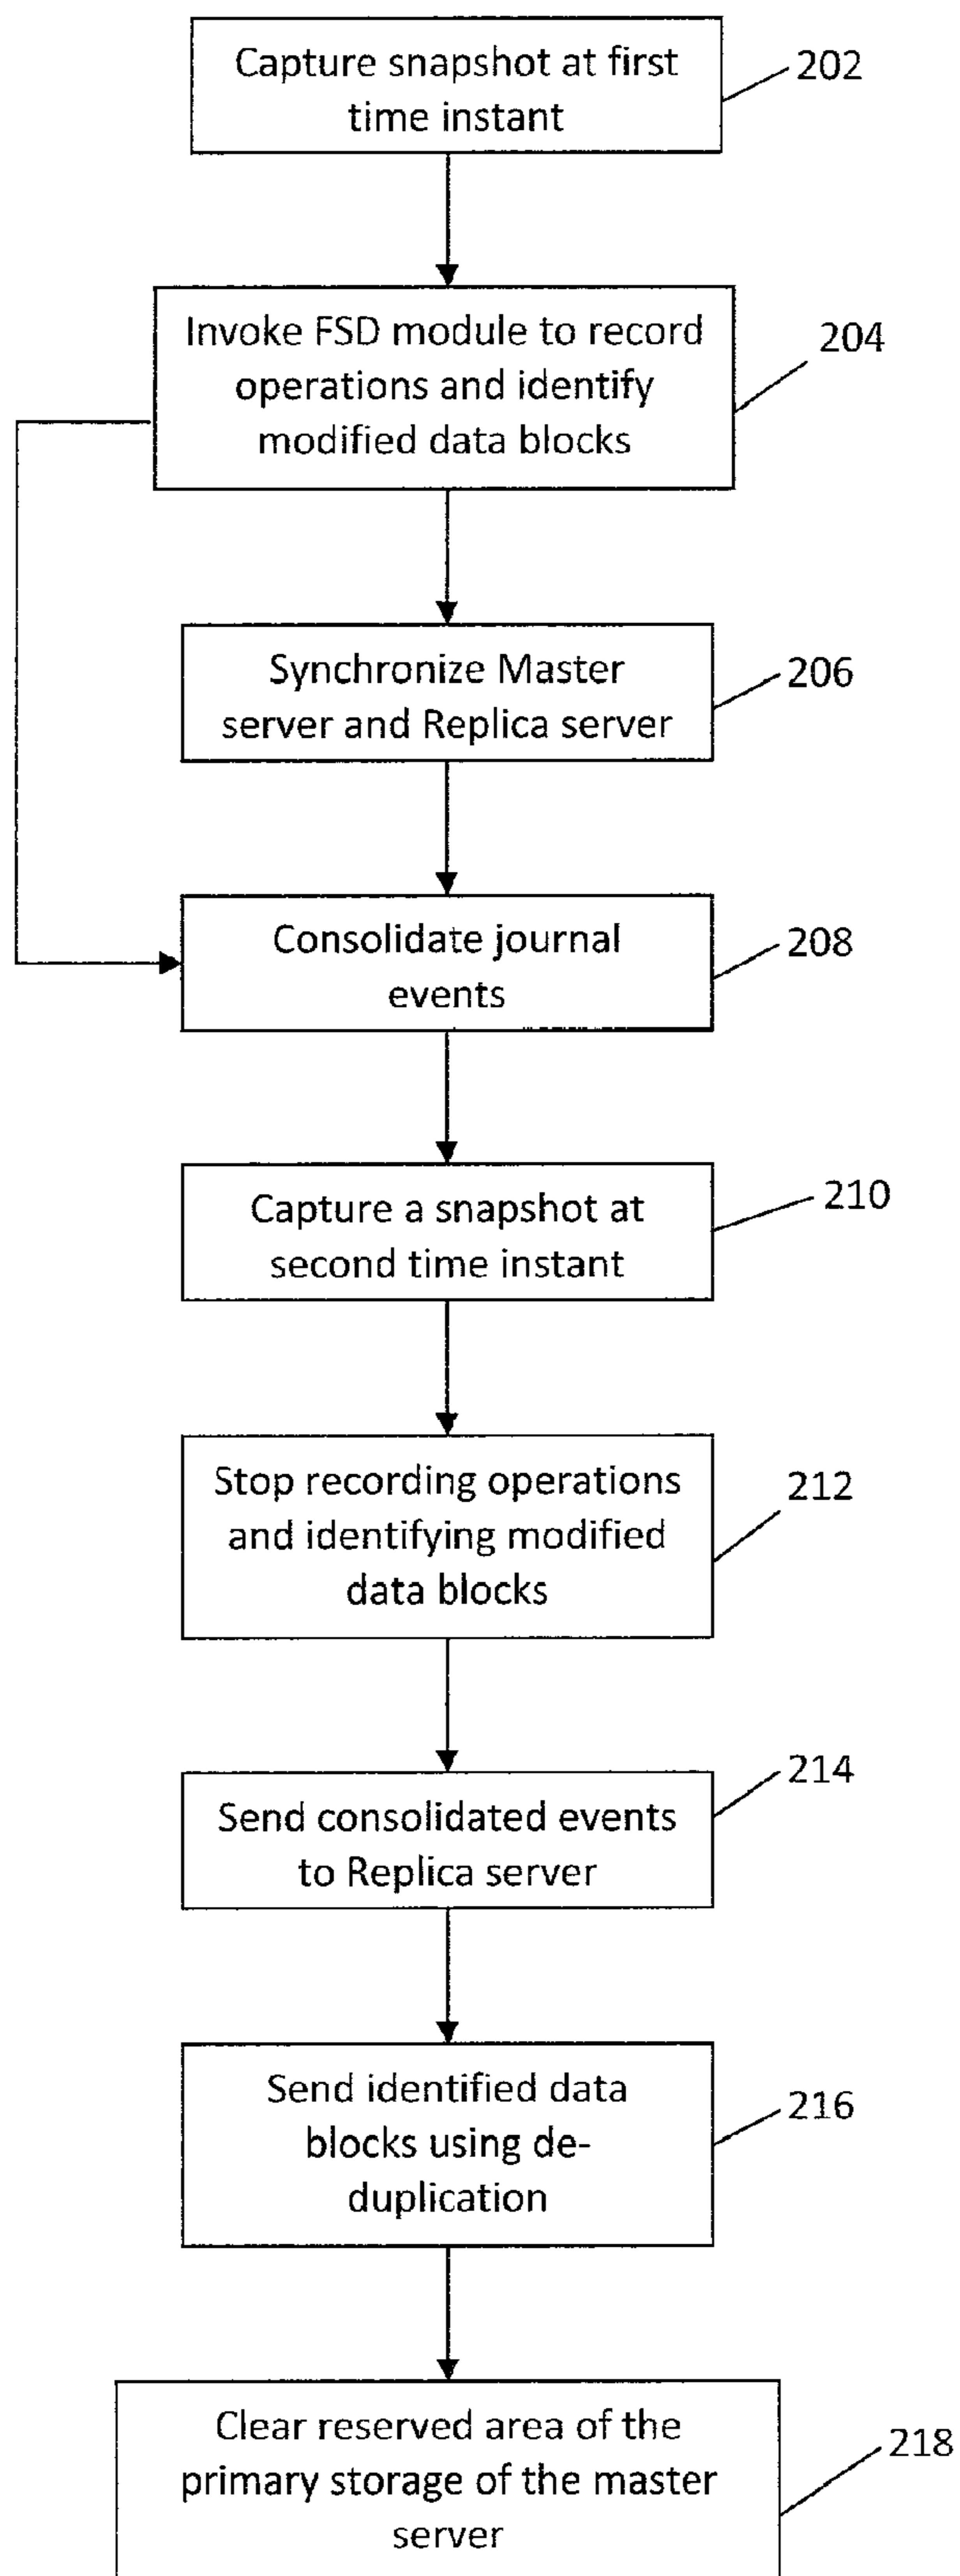 Capture snapshot at first
time instant
202
Invoke FSD module to record
operations and identify
modified data blocks
204
Synchronize Master
server and Replica server
206
Consolidate journal
events
208
Capture a snapshot at
second time instant
210
Stop recording operations
and identifying modified
data blocks
212
Send consolidated events
to Replica server
214
Send identified data
blocks using de-
duplication
216
Clear reserved area of the
primary storage of the master
server
218